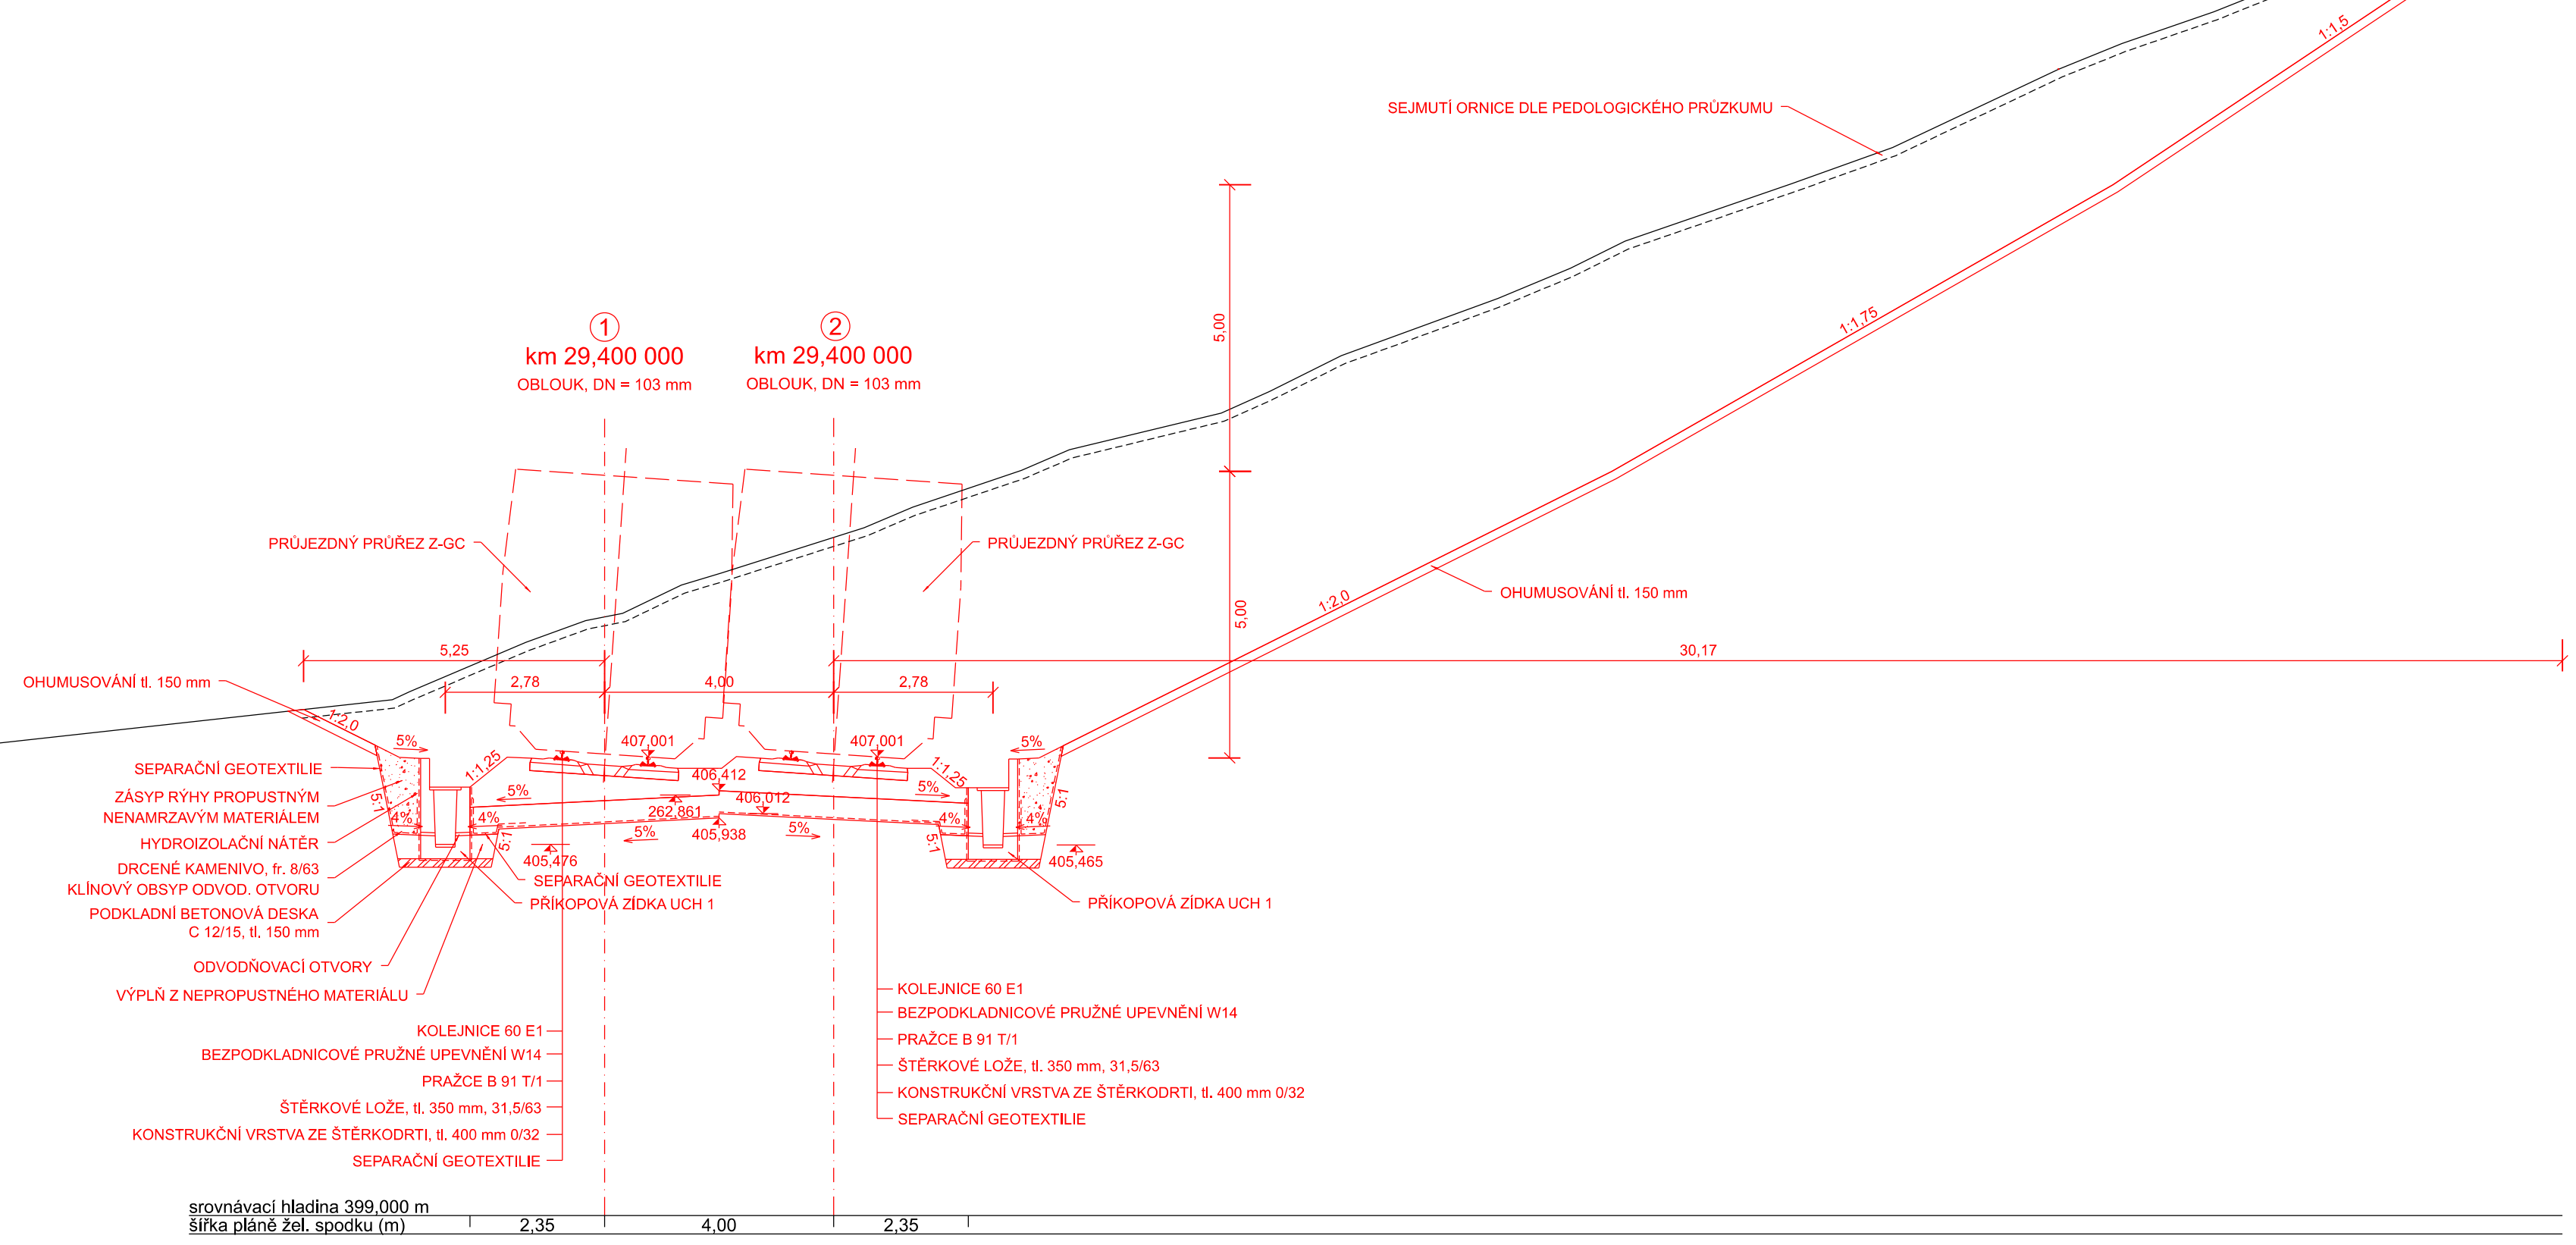 1:1,5
SEJMUTÍ ORNICE DLE PEDOLOGICKÉHO PRŮZKUMU
1:1,75
5,00
1
2
km 29,400 000
km 29,400 000
OBLOUK, DN = 103 mm
OBLOUK, DN = 103 mm
PRŮJEZDNÝ PRŮŘEZ Z-GC
PRŮJEZDNÝ PRŮŘEZ Z-GC
5,00
1:2,0
OHUMUSOVÁNÍ tl. 150 mm
5,25
30,17
OHUMUSOVÁNÍ tl. 150 mm
2,78
4,00
2,78
1:2,0
5%
407,001
407,001
5%
SEPARAČNÍ GEOTEXTILIE
1:1,25
406,412
1:1,25
ZÁSYP RÝHY PROPUSTNÝM
NENAMRZAVÝM MATERIÁLEM
5:1
5%
262,861
406,012
5%
5:1
4%
4%
5%
405,938
5%
4%
4%
HYDROIZOLAČNÍ NÁTĚR
5:1
5:1
405,476
405,465
DRCENÉ KAMENIVO, fr. 8/63
KLÍNOVÝ OBSYP ODVOD. OTVORU
SEPARAČNÍ GEOTEXTILIE
PŘÍKOPOVÁ ZÍDKA UCH 1
PŘÍKOPOVÁ ZÍDKA UCH 1
PODKLADNÍ BETONOVÁ DESKA
C 12/15, tl. 150 mm
ODVODŇOVACÍ OTVORY
VÝPLŇ Z NEPROPUSTNÉHO MATERIÁLU
KOLEJNICE 60 E1
BEZPODKLADNICOVÉ PRUŽNÉ UPEVNĚNÍ W14
PRAŽCE B 91 T/1
ŠTĚRKOVÉ LOŽE, tl. 350 mm, 31,5/63
KONSTRUKČNÍ VRSTVA ZE ŠTĚRKODRTI, tl. 400 mm 0/32
SEPARAČNÍ GEOTEXTILIE
KOLEJNICE 60 E1
BEZPODKLADNICOVÉ PRUŽNÉ UPEVNĚNÍ W14
PRAŽCE B 91 T/1
ŠTĚRKOVÉ LOŽE, tl. 350 mm, 31,5/63
KONSTRUKČNÍ VRSTVA ZE ŠTĚRKODRTI, tl. 400 mm 0/32
SEPARAČNÍ GEOTEXTILIE
srovnávací hladina 399,000 m
šířka pláně žel. spodku (m)
2,35
4,00
2,35